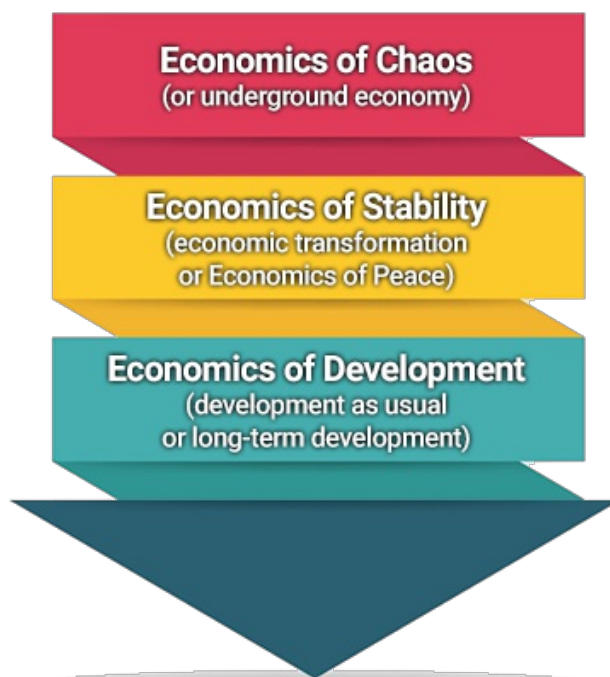 Economics of Chaos
(or underground economy)
Economics of Stability
(economic transformation
or Economics of Peace)
Economics of Development
(development as usual
or long-term development)